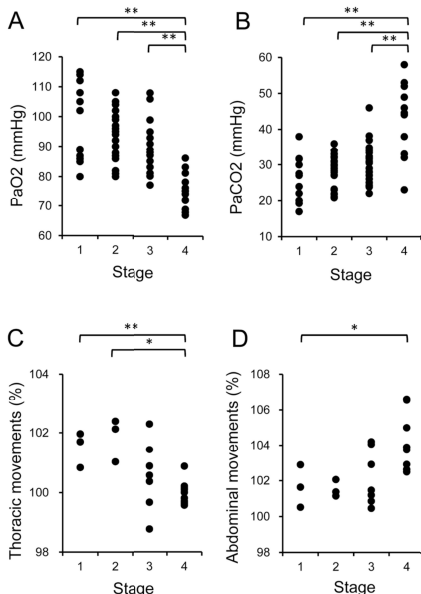 A
B
** ** **
** ** **
PaO2 (mmHg)
120
110
100
90
80
70
60
1 2 3 4
Stage
PaCO2 (mmHg)
60
50
40
30
20
10
1 2 3 4
Stage
C
D
** *
*
Thoracic movements (%)
104
102
100
98
1 2 3 4
Stage
Abdominal movements (%)
108
106
104
102
100
98
1 2 3 4
Stage